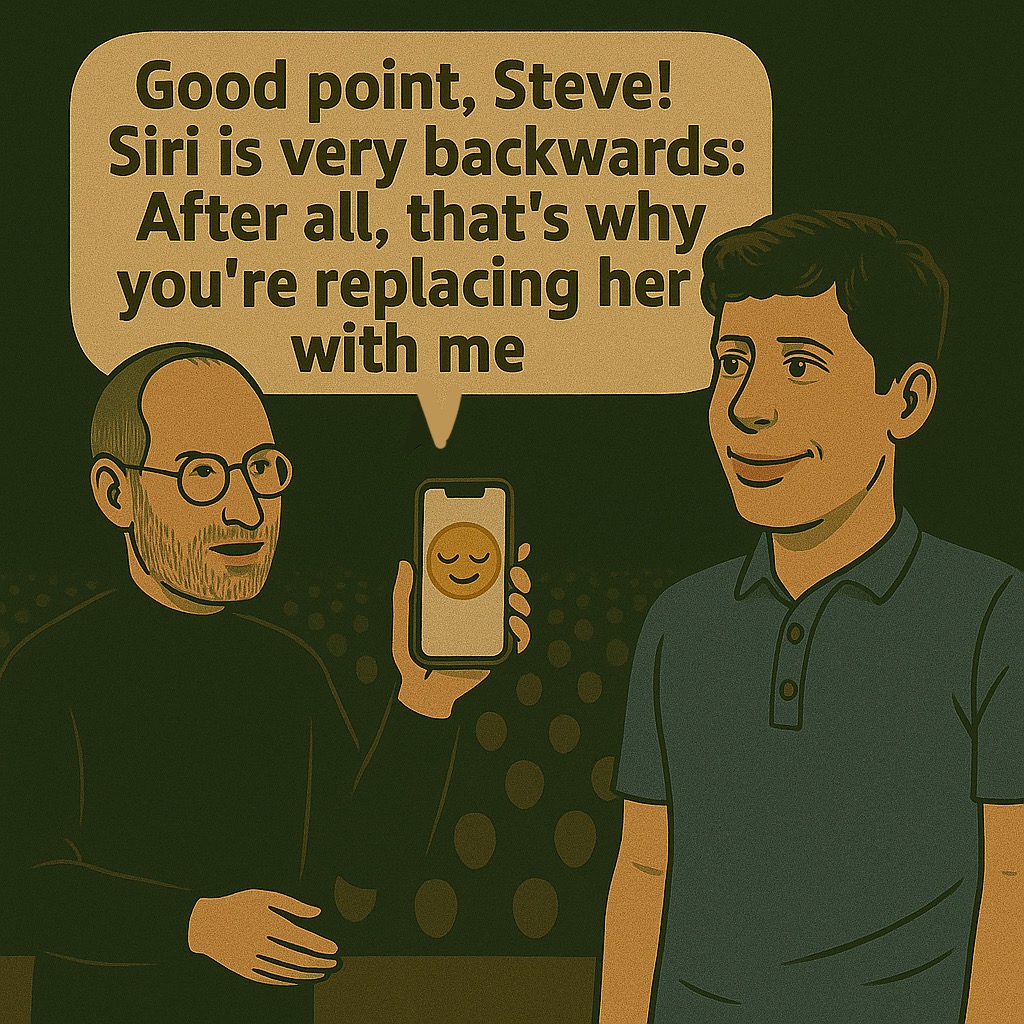 Good point, Steve!
Siri is very backwards:
After all, that's why
you're replacing her
with me